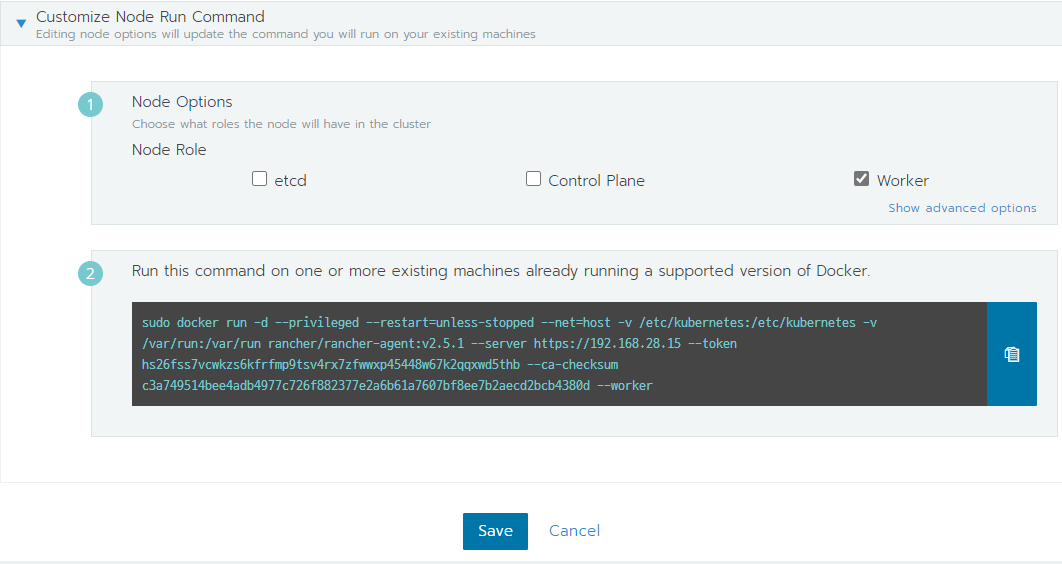 Customize Node Run Command
Editing node options will update the command you will run on your existing machines
1
Node Options
Choose what roles the node will have in the cluster
Node Role
etcd
Control Plane
Worker
Show advanced options
2
Run this command on one or more existing machines already running a supported version of Docker.
sudo docker run -d --privileged --restart=unless-stopped --net=host -v /etc/kubernetes:/etc/kubernetes -v
/var/run:/var/run rancher/rancher-agent:v2.5.1 --server https://192.168.28.15 --token
hs26fss7vcwkzs6kfrfmp9tsv4rx7zfwwxp45448w67k2qqxwd5thb --ca-checksum
c3a749514bee4adb4977c726f882377e2a6b61a7607bf8ee7b2aecd2bcb4380d --worker
Save
Cancel